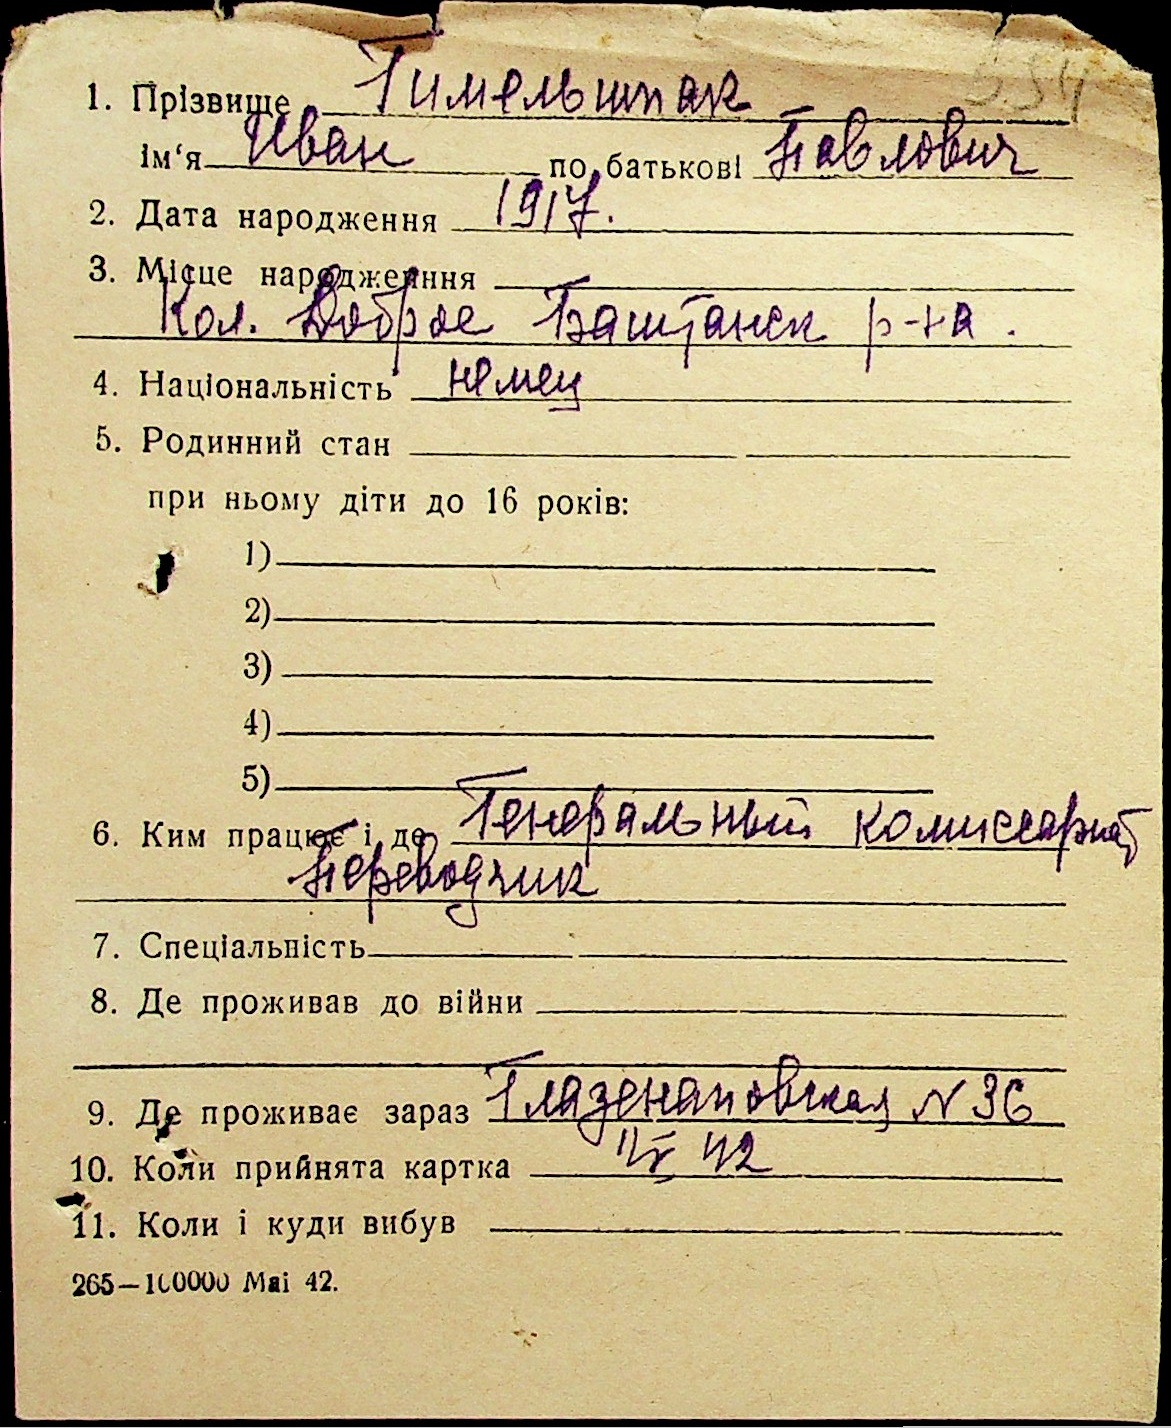 1. Прізвище Гимельшпак
ім‘я Иван по батькові Павлович
2. Дата народження 1917.
3. Місце народженння
Кол. Доброе Баштанск р-на.
4. Національність немец
5. Родинний стан
при ньому діти до 16 років:
1)
2)
3)
4)
5)
6. Ким працює і де Генеральный комиссариат
Переводчик
7. Спеціальність
8. Де проживав до війни
9. Де проживає зараз Глазенаповская N 36
10. Коли прийнята картка 42
11. Коли і куди вибув
265—100000 Mai 42.